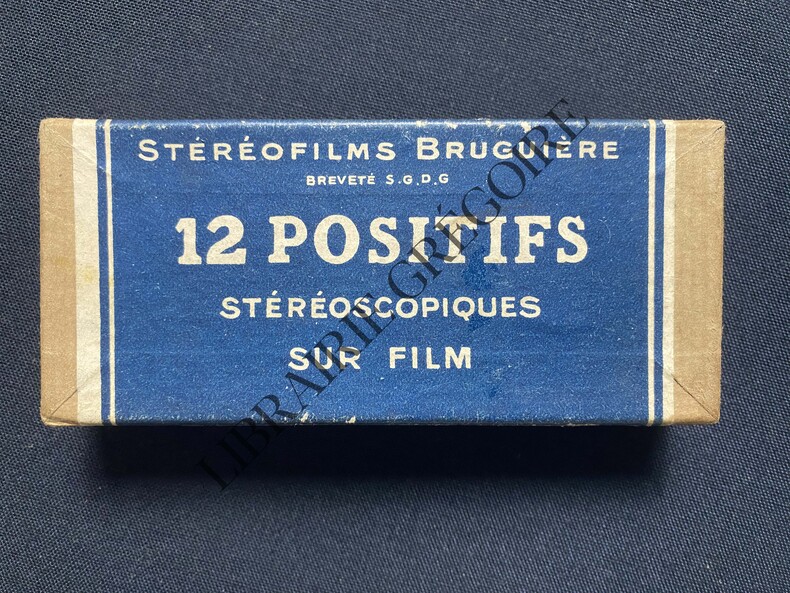 STÉRÉOFILMS BRUGUIÈRE
BREVETÉ S.G.D.G
12 POSITIFS
STÉRÉOSCOPIQUES
SUR FILM
LIBRAIRIE GRÉGOIRE